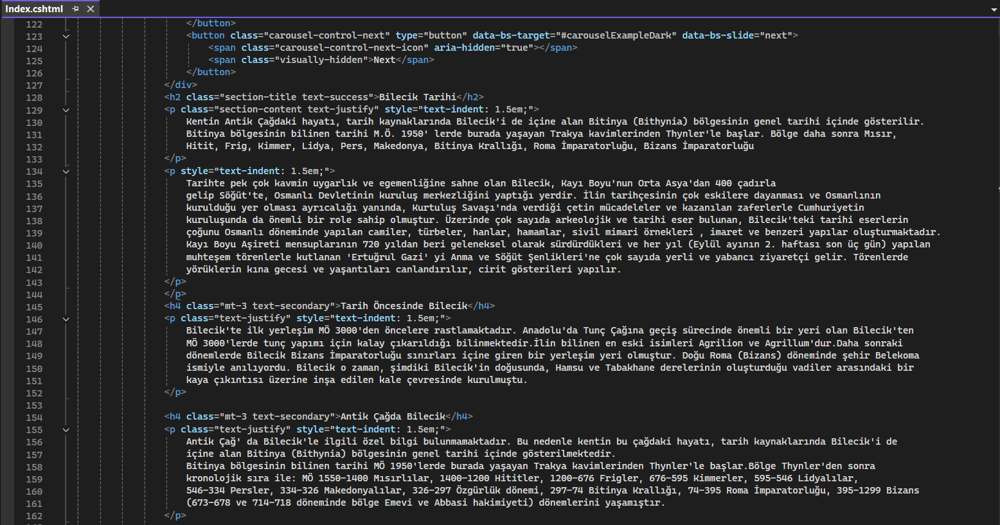 Index.cshtml
122 </button>
123 <button class="carousel-control-next" type="button" data-bs-target="#carouselExampleDark" data-bs-slide="next">
124 <span class="carousel-control-next-icon" aria-hidden="true"></span>
125 <span class="visually-hidden">Next</span>
126 </button>
127 </div>
128 <h2 class="section-title text-success">Bilecik Tarihi</h2>
129 <p class="section-content text-justify" style="text-indent: 1.5em;">
130 Kentin Antik Çağdaki hayatı, tarih kaynaklarında Bilecik'i de içine alan Bitinya (Bithynia) bölgesinin genel tarihi içinde gösterilir.
131 Bitinya bölgesinin bilinen tarihi M.Ö. 1950' lerde burada yaşayan Trakya kavimlerinden Thynler'le başlar. Bölge daha sonra Mısır,
132 Hitit, Frig, Kimmer, Lidya, Pers, Makedonya, Bitinya Krallığı, Roma İmparatorluğu, Bizans İmparatorluğu
133 </p>
134 <p style="text-indent: 1.5em;">
135 Tarihte pek çok kavmin uygarlık ve egemenliğine sahne olan Bilecik, Kayı Boyu'nun Orta Asya'dan 400 çadırla
136 gelip Söğüt'te, Osmanlı Devletinin kuruluş merkezliğini yaptığı yerdir. İlin tarihçesinin çok eskilere dayanması ve Osmanlının
137 kurulduğu yer olması ayrıcalığı yanında, Kurtuluş Savaşı'nda verdiği çetin mücadeleler ve kazanılan zaferlerle Cumhuriyetin
138 kuruluşunda da önemli bir role sahip olmuştur. Üzerinde çok sayıda arkeolojik ve tarihi eser bulunan, Bilecik'teki tarihi eserlerin
139 çoğunu Osmanlı döneminde yapılan camiler, türbeler, hanlar, hamamlar, sivil mimari örnekleri , imaret ve benzeri yapılar oluşturmaktadır.
140 Kayı Boyu Aşireti mensuplarının 720 yıldan beri geleneksel olarak sürdürdükleri ve her yıl (Eylül ayının 2. haftası son üç gün) yapılan
141 muhteşem törenlerle kutlanan 'Ertuğrul Gazi' yi Anma ve Söğüt Şenlikleri'ne çok sayıda yerli ve yabancı ziyaretçi gelir. Törenlerde
142 yörüklerin kına gecesi ve yaşantıları canlandırılır, cirit gösterileri yapılır.
143 </p>
144 </p>
145 <h4 class="mt-3 text-secondary">Tarih Öncesinde Bilecik</h4>
146 <p class="text-justify" style="text-indent: 1.5em;">
147 Bilecik'te ilk yerleşim MÖ 3000'den öncelere rastlamaktadır. Anadolu'da Tunç Çağına geçiş sürecinde önemli bir yeri olan Bilecik'ten
148 MÖ 3000'lerde tunç yapımı için kalay çıkarıldığı bilinmektedir.İlin bilinen en eski isimleri Agrilion ve Agrillum'dur.Daha sonraki
149 dönemlerde Bilecik Bizans İmparatorluğu sınırları içine giren bir yerleşim yeri olmuştur. Doğu Roma (Bizans) döneminde şehir Belekoma
150 ismiyle anılıyordu. Bilecik o zaman, şimdiki Bilecik'in doğusunda, Hamsu ve Tabakhane derelerinin oluşturduğu vadiler arasındaki bir
151 kaya çıkıntısı üzerine inşa edilen kale çevresinde kurulmuştu.
152 </p>
153
154 <h4 class="mt-3 text-secondary">Antik Çağda Bilecik</h4>
155 <p class="text-justify" style="text-indent: 1.5em;">
156 Antik Çağ' da Bilecik'le ilgili özel bilgi bulunmamaktadır. Bu nedenle kentin bu çağdaki hayatı, tarih kaynaklarında Bilecik'i de
157 içine alan Bitinya (Bithynia) bölgesinin genel tarihi içinde gösterilmektedir.
158 Bitinya bölgesinin bilinen tarihi MÖ 1950'lerde burada yaşayan Trakya kavimlerinden Thynler'le başlar.Bölge Thynler'den sonra
159 kronolojik sıra ile: MÖ 1550-1400 Mısırlılar, 1400-1200 Hititler, 1200-676 Frigler, 676-595 Kimmerler, 595-546 Lidyalılar,
160 546-334 Persler, 334-326 Makedonyalılar, 326-297 Özgürlük dönemi, 297-74 Bitinya Krallığı, 74-395 Roma İmparatorluğu, 395-1299 Bizans
161 (673-678 ve 714-718 döneminde bölge Emevi ve Abbasi hakimiyeti) dönemlerini yaşamıştır.
162 </p>